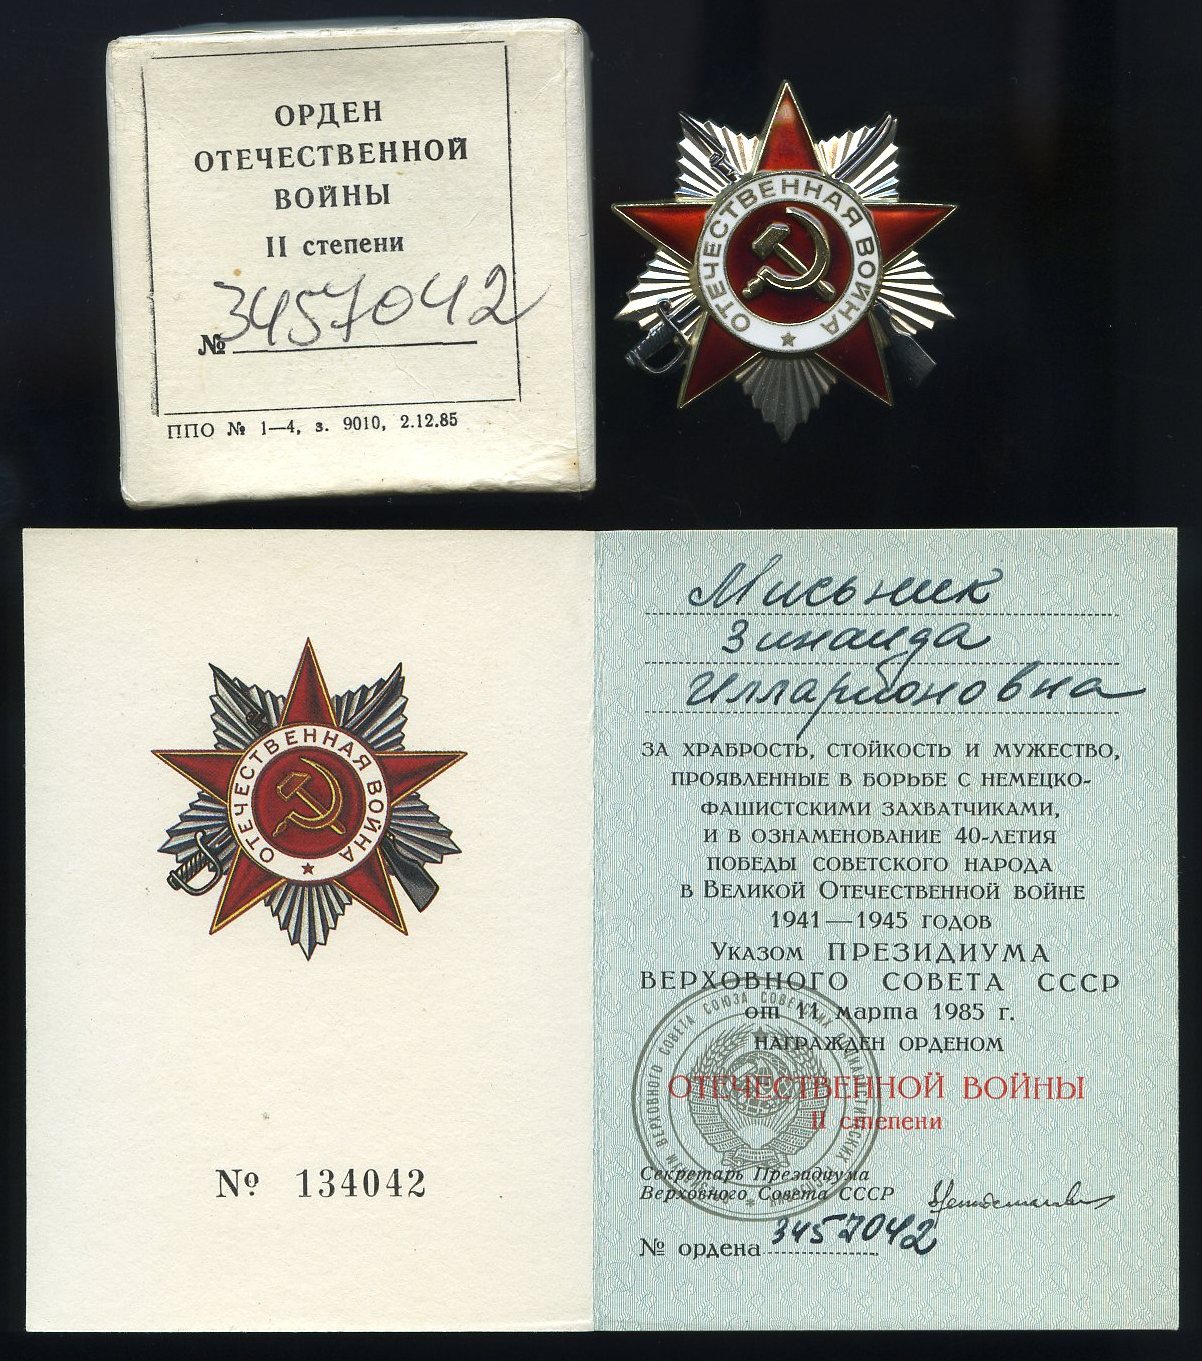 ОРДЕН
ОТЕЧЕСТВЕННОЙ
ВОЙНЫ
II степени
№ 3457042
ППО № 1—4, з. 9010, 2.12.85
ОТЕЧЕСТВЕННАЯ ВОЙНА
ОТЕЧЕСТВЕННАЯ ВОЙНА
№ 134042
Мисьник
Зинаида
Илларионовна
ЗА ХРАБРОСТЬ, СТОЙКОСТЬ И МУЖЕСТВО,
ПРОЯВЛЕННЫЕ В БОРЬБЕ С НЕМЕЦКО-
ФАШИСТСКИМИ ЗАХВАТЧИКАМИ,
И В ОЗНАМЕНОВАНИЕ 40-ЛЕТИЯ
ПОБЕДЫ СОВЕТСКОГО НАРОДА
В ВЕЛИКОЙ ОТЕЧЕСТВЕННОЙ ВОЙНЕ
1941—1945 ГОДОВ
УКАЗОМ ПРЕЗИДИУМА
ВЕРХОВНОГО СОВЕТА СССР
от 11 марта 1985 г.
НАГРАЖДЕН ОРДЕНОМ
ОТЕЧЕСТВЕННОЙ ВОЙНЫ
II степени
Секретарь Президиума
Верховного Совета СССР
№ ордена 3457042